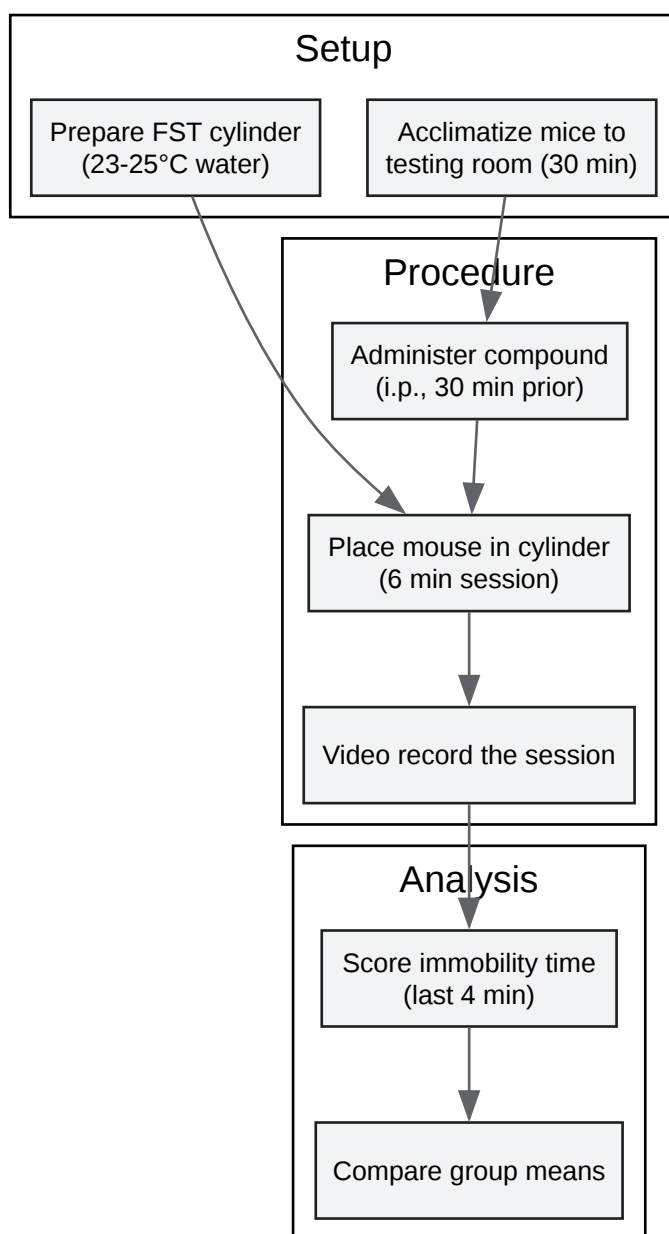 Setup
Prepare FST cylinder
(23-25°C water)
Acclimatize mice to
testing room (30 min)
Procedure
Administer compound
(i.p., 30 min prior)
Place mouse in cylinder
(6 min session)
Video record the session
Analysis
Score immobility time
(last 4 min)
Compare group means